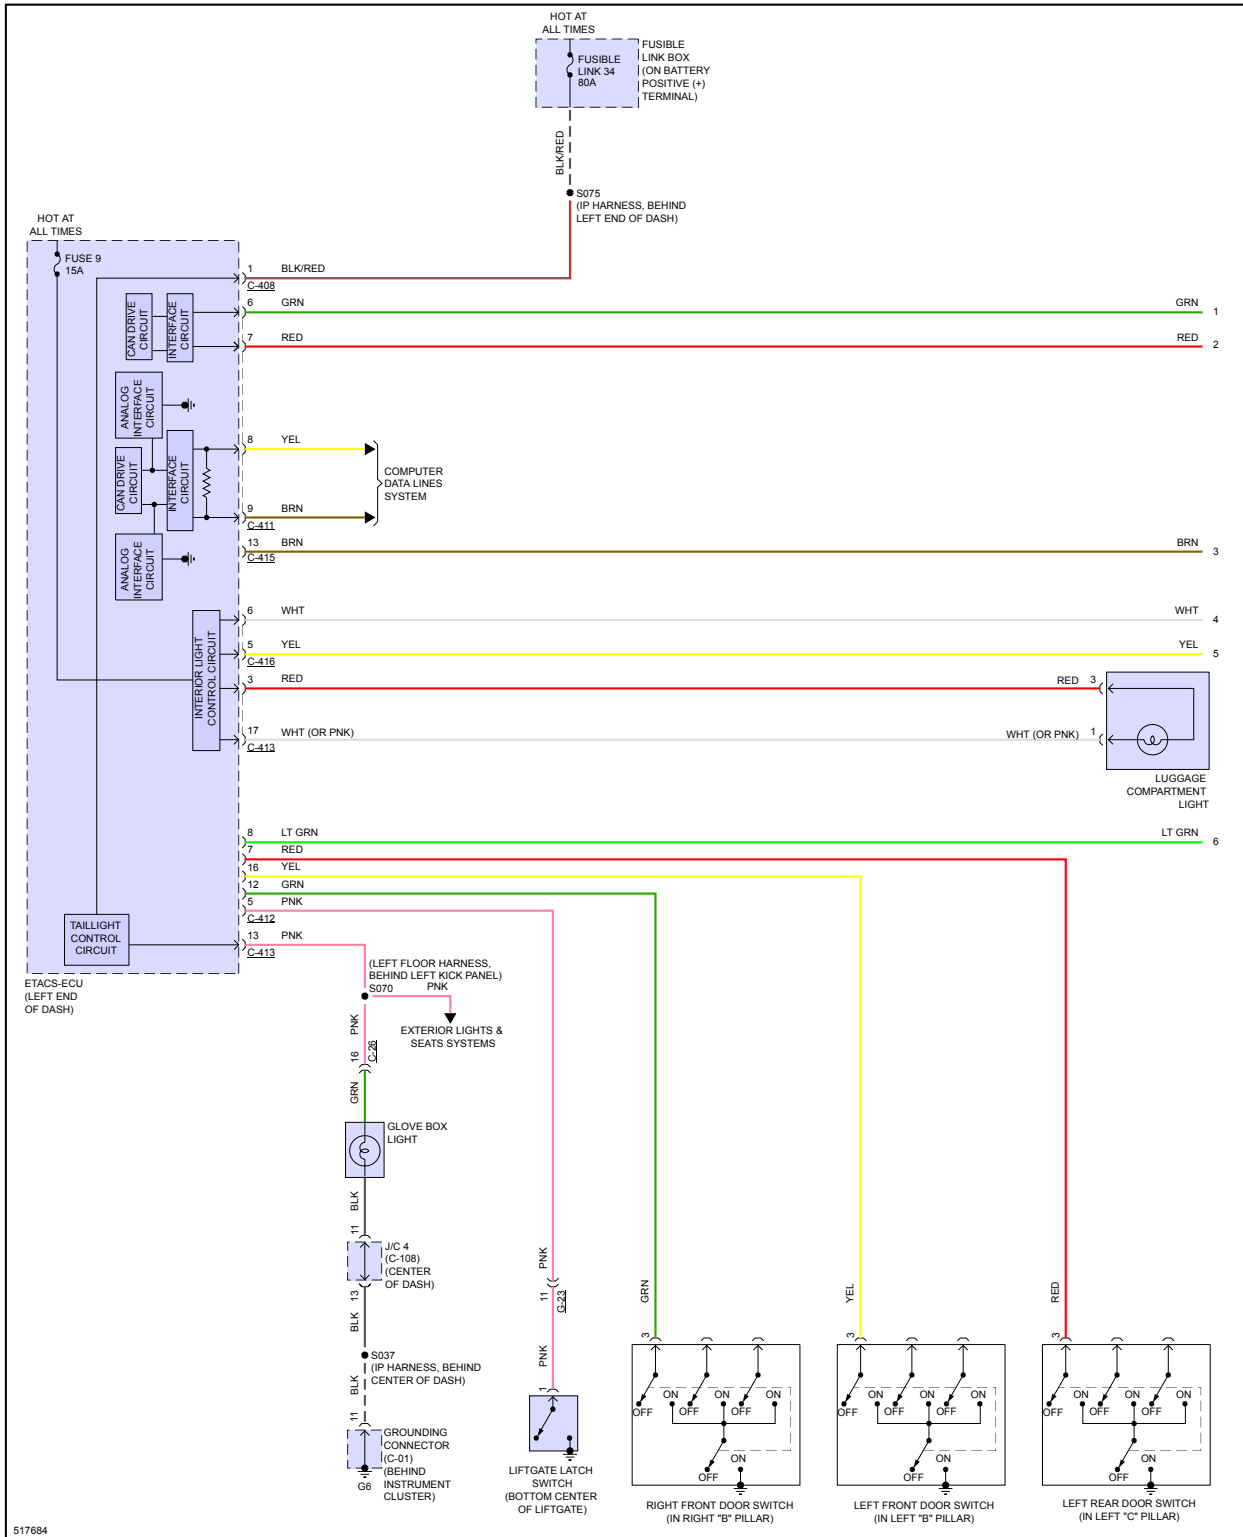 HOT AT
ALL TIMES
FUSIBLE
LINK 34
80A
FUSIBLE
LINK BOX
(ON BATTERY
POSITIVE (+)
TERMINAL)
BLK/RED
S075
(IP HARNESS, BEHIND
LEFT END OF DASH)
HOT AT
ALL TIMES
FUSE 9
15A
1 BLK/RED
C-408
6 GRN GRN 1
CAN DRIVE
CIRCUIT
INTERFACE
CIRCUIT
7 RED RED 2
ANALOG
INTERFACE
CIRCUIT
8 YEL
CAN DRIVE
CIRCUIT
INTERFACE
CIRCUIT
COMPUTER
DATA LINES
SYSTEM
9 BRN
C-411
13 BRN BRN 3
C-415
ANALOG
INTERFACE
CIRCUIT
6 WHT WHT 4
5 YEL YEL 5
C-416
INTERIOR LIGHT
CONTROL CIRCUIT
3 RED RED 3
17 WHT (OR PNK) WHT (OR PNK) 1
C-413
LUGGAGE
COMPARTMENT
LIGHT
8 LT GRN LT GRN 6
7 RED
16 YEL
12 GRN
5 PNK
C-412
TAILLIGHT
CONTROL
CIRCUIT
13 PNK
C-413
ETACS-ECU
(LEFT END
OF DASH)
(LEFT FLOOR HARNESS,
BEHIND LEFT KICK PANEL)
S070 PNK
EXTERIOR LIGHTS &
SEATS SYSTEMS
PNK
16 C-26
GRN
GLOVE BOX
LIGHT
BLK
11
J/C 4
(C-108)
(CENTER
OF DASH)
13
BLK
S037
(IP HARNESS, BEHIND
CENTER OF DASH)
BLK
11
GROUNDING
CONNECTOR
(C-01)
(BEHIND
INSTRUMENT
CLUSTER)
G6
PNK
11 G-23
PNK
1
LIFTGATE LATCH
SWITCH
(BOTTOM CENTER
OF LIFTGATE)
GRN
3
ON ON
OFF OFF OFF
ON
OFF
RIGHT FRONT DOOR SWITCH
(IN RIGHT "B" PILLAR)
YEL
3
ON ON
OFF OFF OFF
ON
OFF
LEFT FRONT DOOR SWITCH
(IN LEFT "B" PILLAR)
RED
3
ON ON
OFF OFF OFF
ON
OFF
LEFT REAR DOOR SWITCH
(IN LEFT "C" PILLAR)
517684